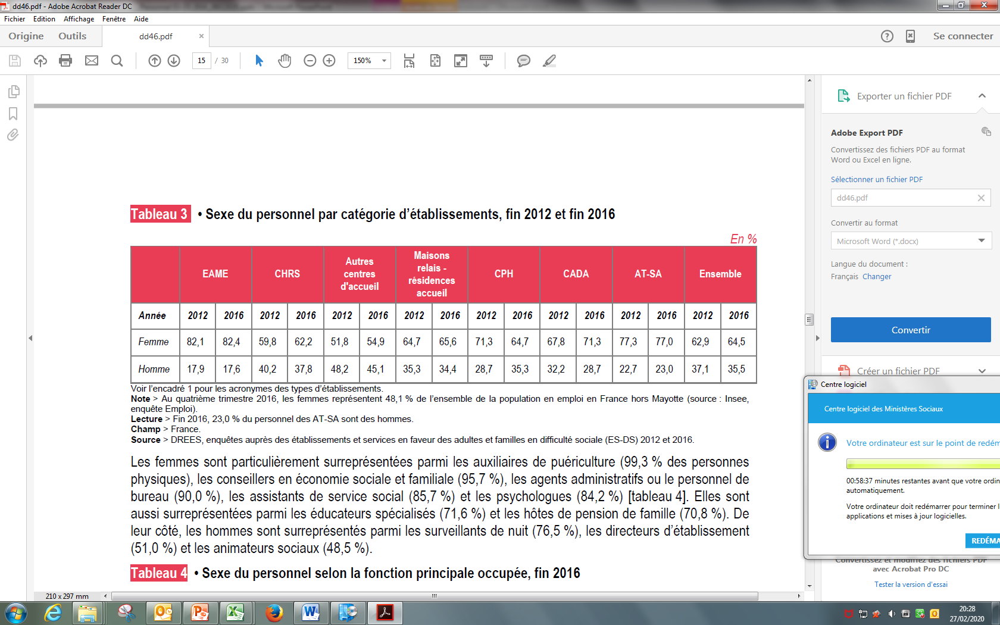 dd46.pdf - Adobe Acrobat Reader DC
Fichier Edition Affichage Fenêtre Aide
Origine Outils dd46.pdf × Se connecter
15 / 30 150%
Exporter un fichier PDF
Adobe Export PDF
Convertissez des fichiers PDF au format
Word ou Excel en ligne.
Sélectionner un fichier PDF
dd46.pdf
Convertir au format
Microsoft Word (*.docx)
Langue du document :
Français Changer
Convertir
Créer un fichier PDF
Tableau 3 • Sexe du personnel par catégorie d’établissements, fin 2012 et fin 2016
En %
EAME CHRS Autres centres d'accueil Maisons relais - résidences accueil CPH CADA AT-SA Ensemble
Année 2012 2016 2012 2016 2012 2016 2012 2016 2012 2016 2012 2016 2012 2016 2012 2016
Femme 82,1 82,4 59,8 62,2 51,8 54,9 64,7 65,6 71,3 64,7 67,8 71,3 77,3 77,0 62,9 64,5
Homme 17,9 17,6 40,2 37,8 48,2 45,1 35,3 34,4 28,7 35,3 32,2 28,7 22,7 23,0 37,1 35,5
Voir l’encadré 1 pour les acronymes des types d’établissements.
Note > Au quatrième trimestre 2016, les femmes représentent 48,1 % de l’ensemble de la population en emploi en France hors Mayotte (source : Insee,
enquête Emploi).
Lecture > Fin 2016, 23,0 % du personnel des AT-SA sont des hommes.
Champ > France.
Source > DREES, enquêtes auprès des établissements et services en faveur des adultes et familles en difficulté sociale (ES-DS) 2012 et 2016.
Les femmes sont particulièrement surreprésentées parmi les auxiliaires de puériculture (99,3 % des personnes
physiques), les conseillers en économie sociale et familiale (95,7 %), les agents administratifs ou le personnel de
bureau (90,0 %), les assistants de service social (85,7 %) et les psychologues (84,2 %) [tableau 4]. Elles sont
aussi surreprésentées parmi les éducateurs spécialisés (71,6 %) et les hôtes de pension de famille (70,8 %). De
leur côté, les hommes sont surreprésentés parmi les surveillants de nuit (76,5 %), les directeurs d’établissement
(51,0 %) et les animateurs sociaux (48,5 %).
Tableau 4 • Sexe du personnel selon la fonction principale occupée, fin 2016
210 x 297 mm
Centre logiciel
Centre logiciel des Ministères Sociaux
Votre ordinateur est sur le point de redém
00:58:37 minutes restantes avant que votre ordin
automatiquement.
Votre ordinateur doit redémarrer pour terminer l
applications et mises à jour logicielles.
REDÉMA
Convertissez et modifiez des fichiers PDF
avec Acrobat Pro DC
Tester la version d'essai
20:28
27/02/2020